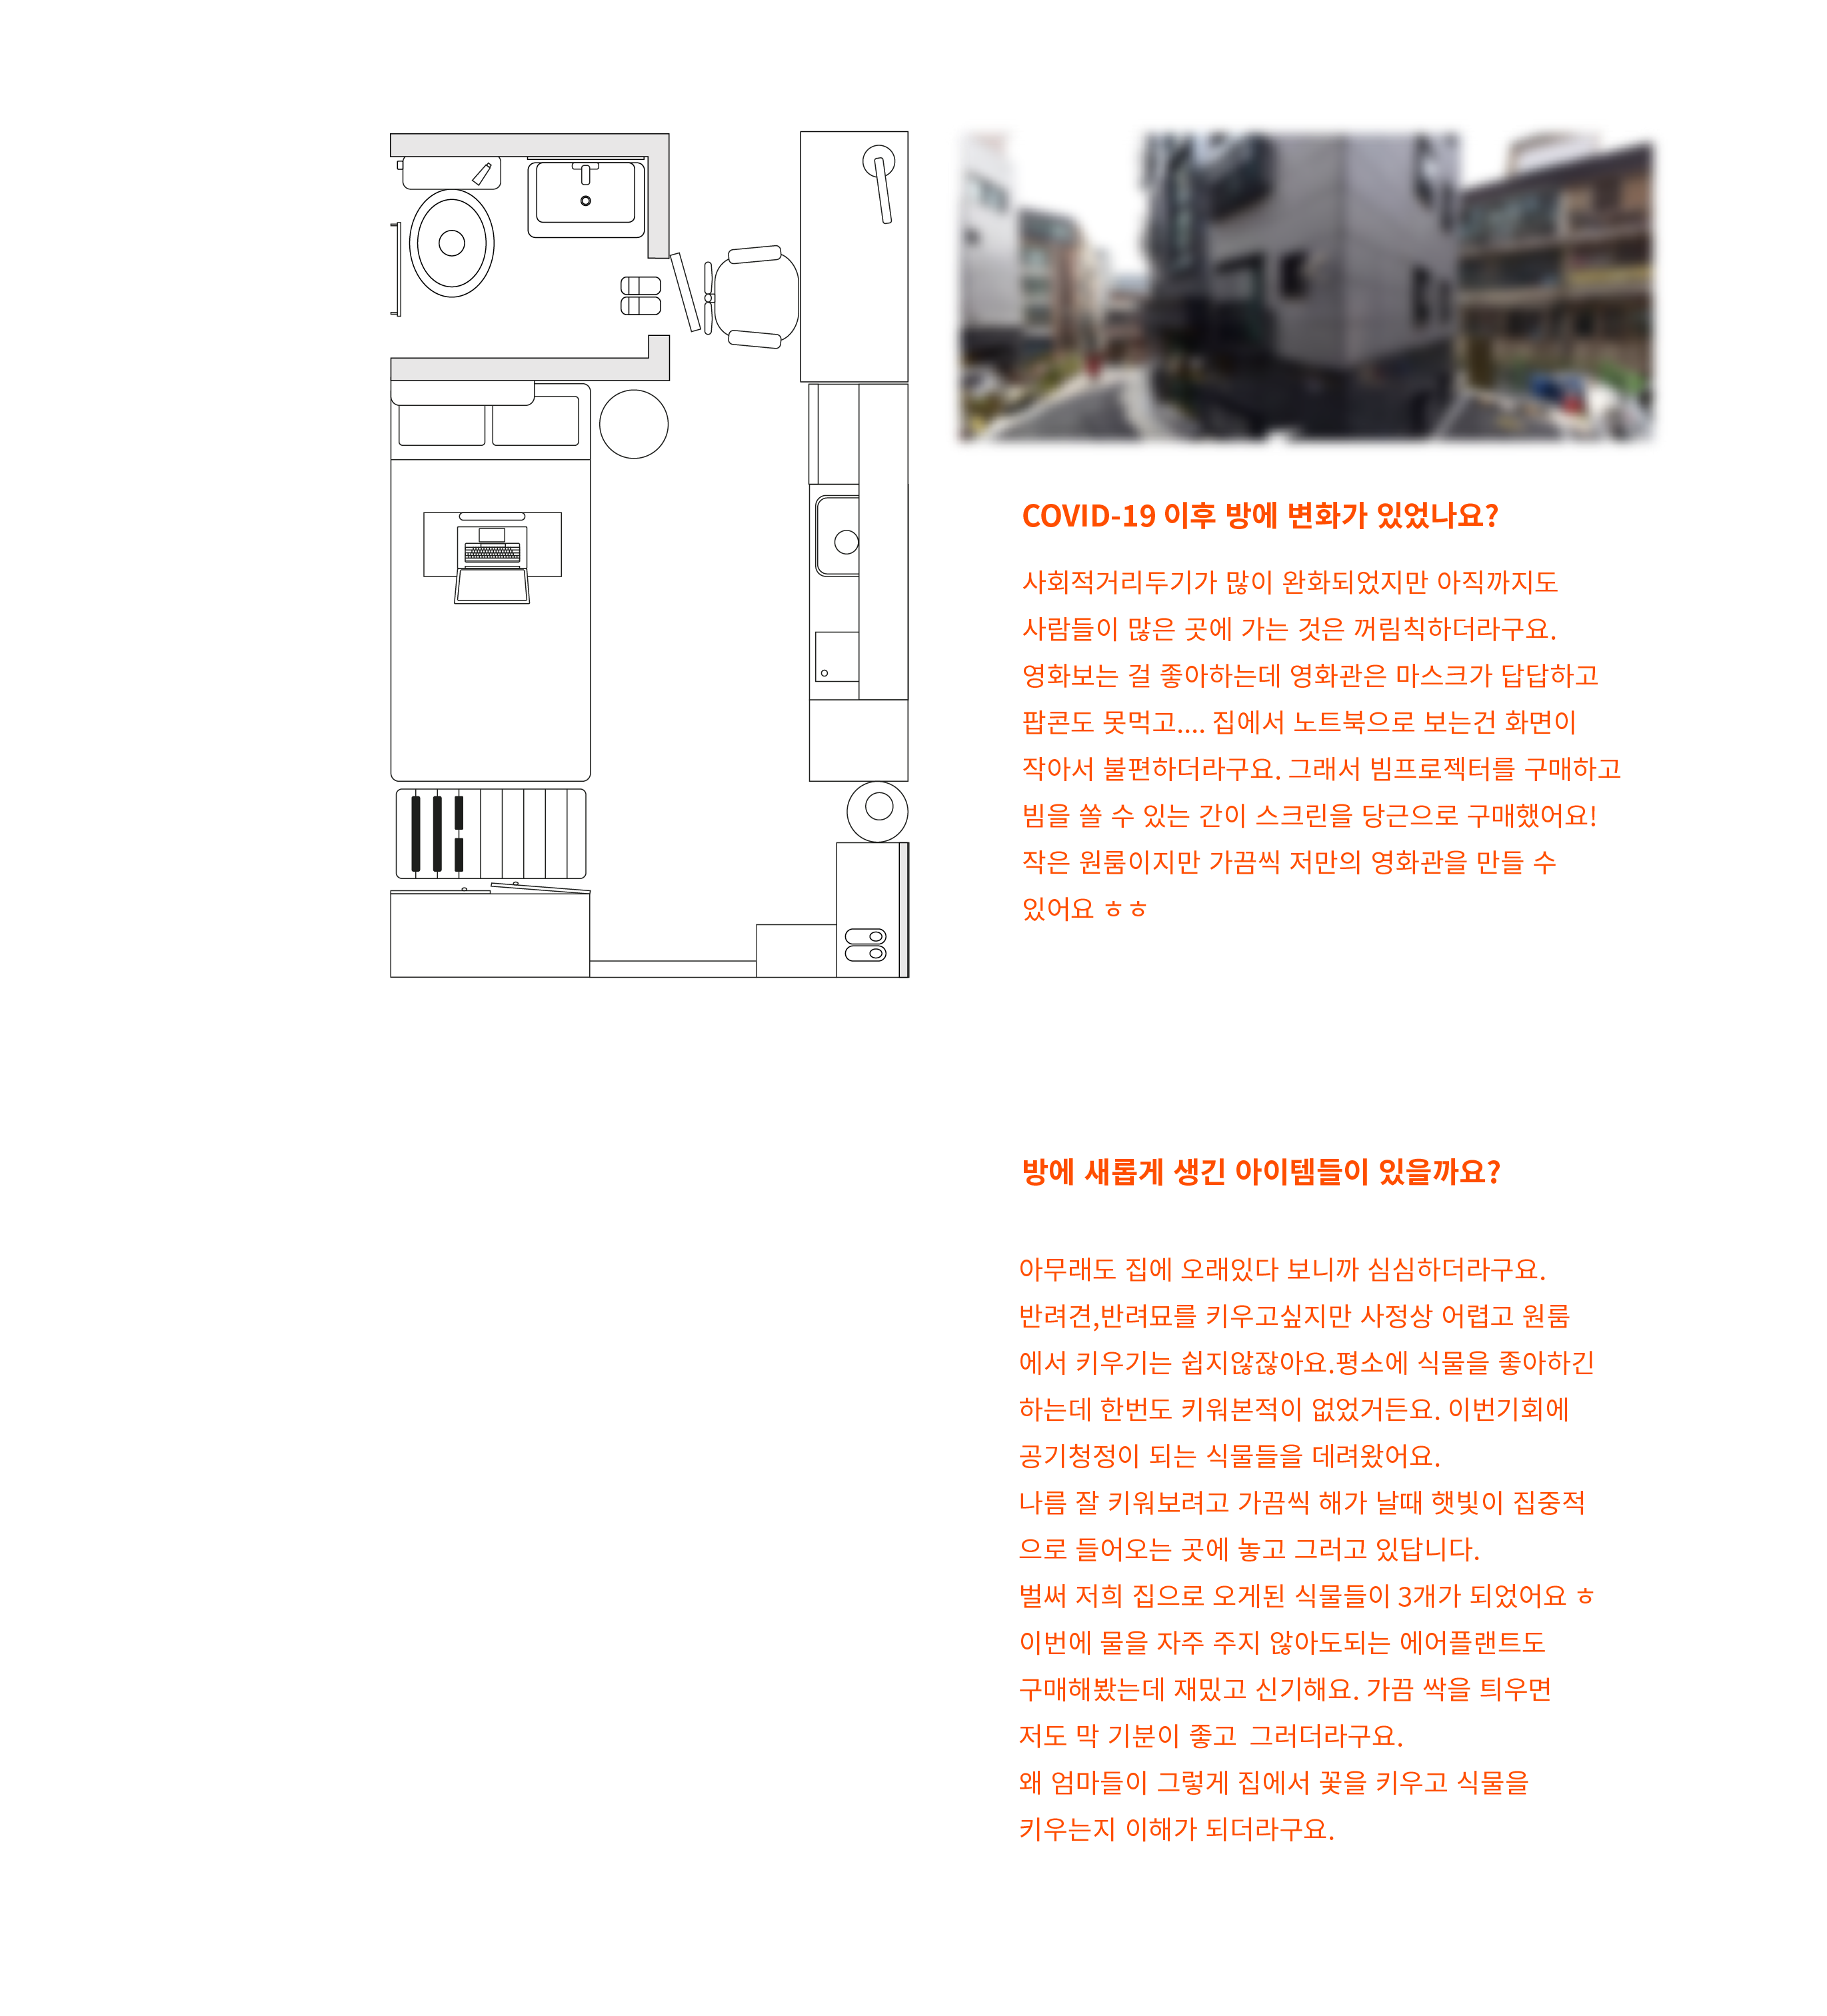 COVID-19 이후 방에 변화가 있었나요?
사회적거리두기가 많이 완화되었지만 아직까지도
사람들이 많은 곳에 가는 것은 꺼림칙하더라구요.
영화보는 걸 좋아하는데 영화관은 마스크가 답답하고
팝콘도 못먹고.... 집에서 노트북으로 보는건 화면이
작아서 불편하더라구요. 그래서 빔프로젝터를 구매하고
빔을 쏠 수 있는 간이 스크린을 당근으로 구매했어요!
작은 원룸이지만 가끔씩 저만의 영화관을 만들 수
있어요 ㅎㅎ
방에 새롭게 생긴 아이템들이 있을까요?
아무래도 집에 오래있다 보니까 심심하더라구요.
반려견,반려묘를 키우고싶지만 사정상 어렵고 원룸
에서 키우기는 쉽지않잖아요.평소에 식물을 좋아하긴
하는데 한번도 키워본적이 없었거든요. 이번기회에
공기청정이 되는 식물들을 데려왔어요.
나름 잘 키워보려고 가끔씩 해가 날때 햇빛이 집중적
으로 들어오는 곳에 놓고 그러고 있답니다.
벌써 저희 집으로 오게된 식물들이 3개가 되었어요 ㅎ
이번에 물을 자주 주지 않아도되는 에어플랜트도
구매해봤는데 재밌고 신기해요. 가끔 싹을 틔우면
저도 막 기분이 좋고  그러더라구요.
왜 엄마들이 그렇게 집에서 꽃을 키우고 식물을
키우는지 이해가 되더라구요.